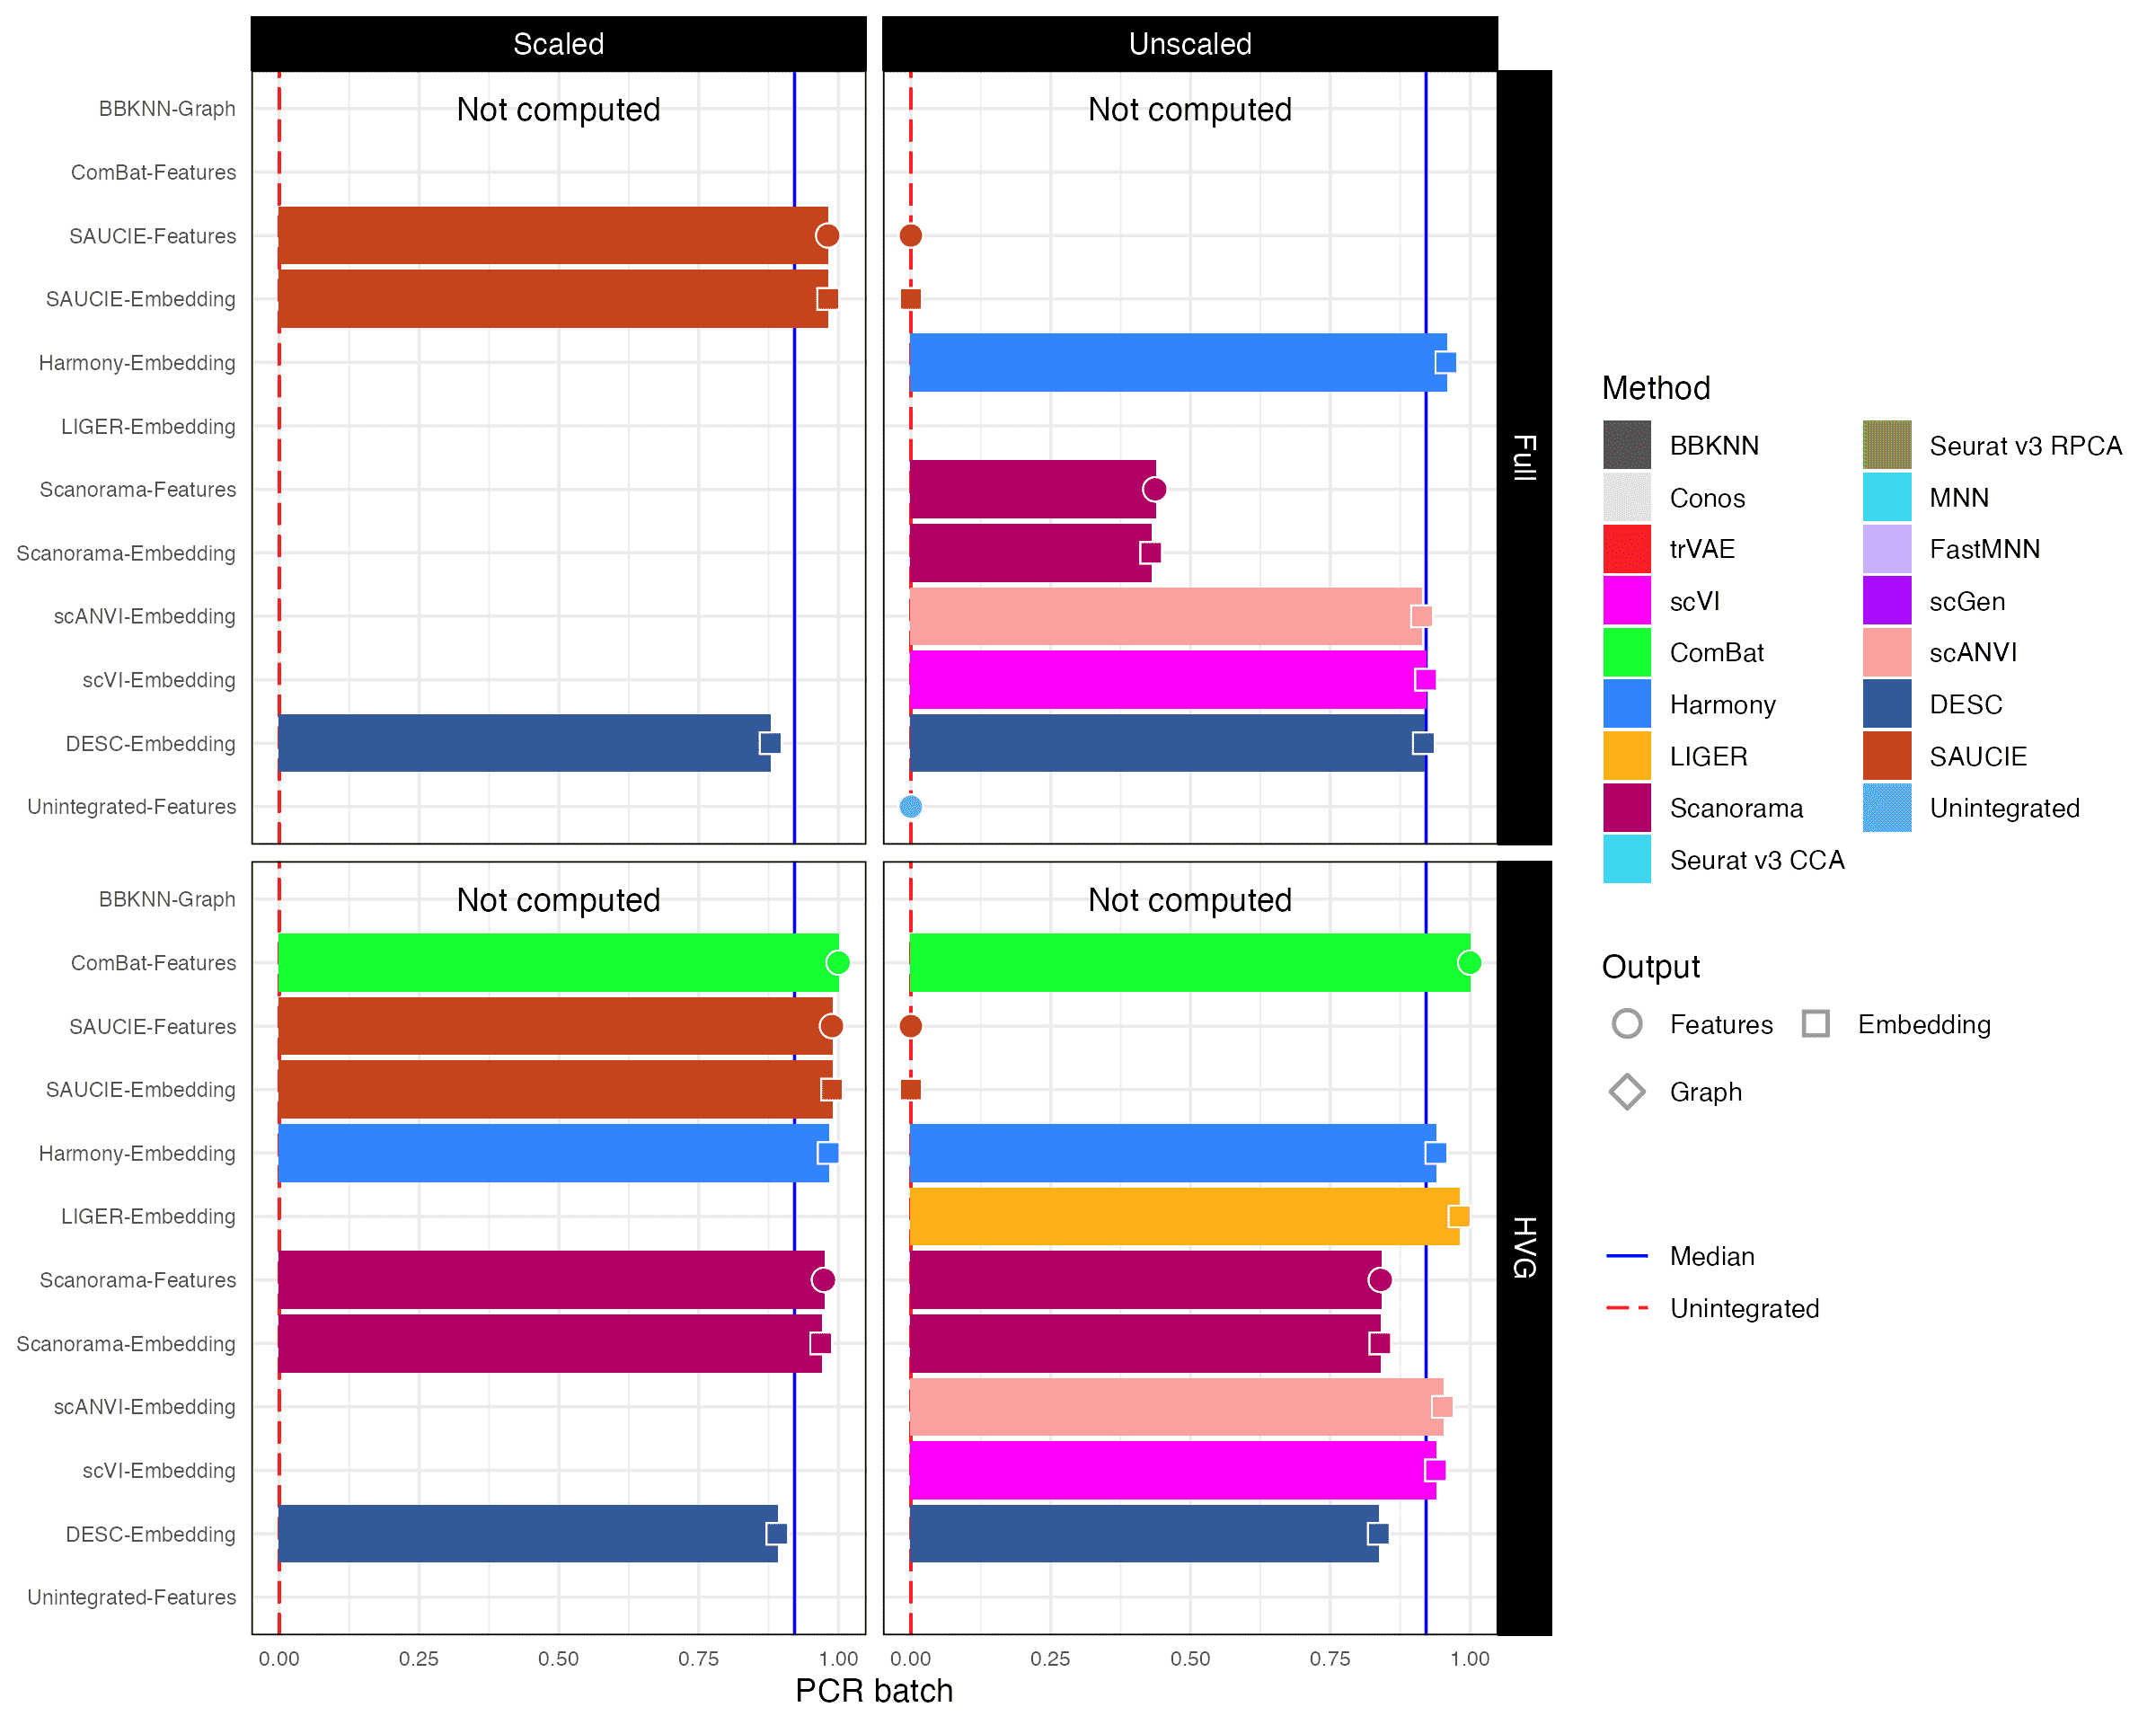 Scaled
Unscaled
BBKNN-Graph
ComBat-Features
SAUCIE-Features
SAUCIE-Embedding
Harmony-Embedding
LIGER-Embedding
Scanorama-Features
Scanorama-Embedding
scANVI-Embedding
scVI-Embedding
DESC-Embedding
Unintegrated-Features
Not computed
Not computed
Full
BBKNN-Graph
ComBat-Features
SAUCIE-Features
SAUCIE-Embedding
Harmony-Embedding
LIGER-Embedding
Scanorama-Features
Scanorama-Embedding
scANVI-Embedding
scVI-Embedding
DESC-Embedding
Unintegrated-Features
Not computed
Not computed
HVG
0.00 0.25 0.50 0.75 1.00
0.00 0.25 0.50 0.75 1.00
PCR batch
Method
BBKNN
Conos
trVAE
scVI
ComBat
Harmony
LIGER
Scanorama
Seurat v3 CCA
Seurat v3 RPCA
MNN
FastMNN
scGen
scANVI
DESC
SAUCIE
Unintegrated
Output
Features
Embedding
Graph
Median
Unintegrated